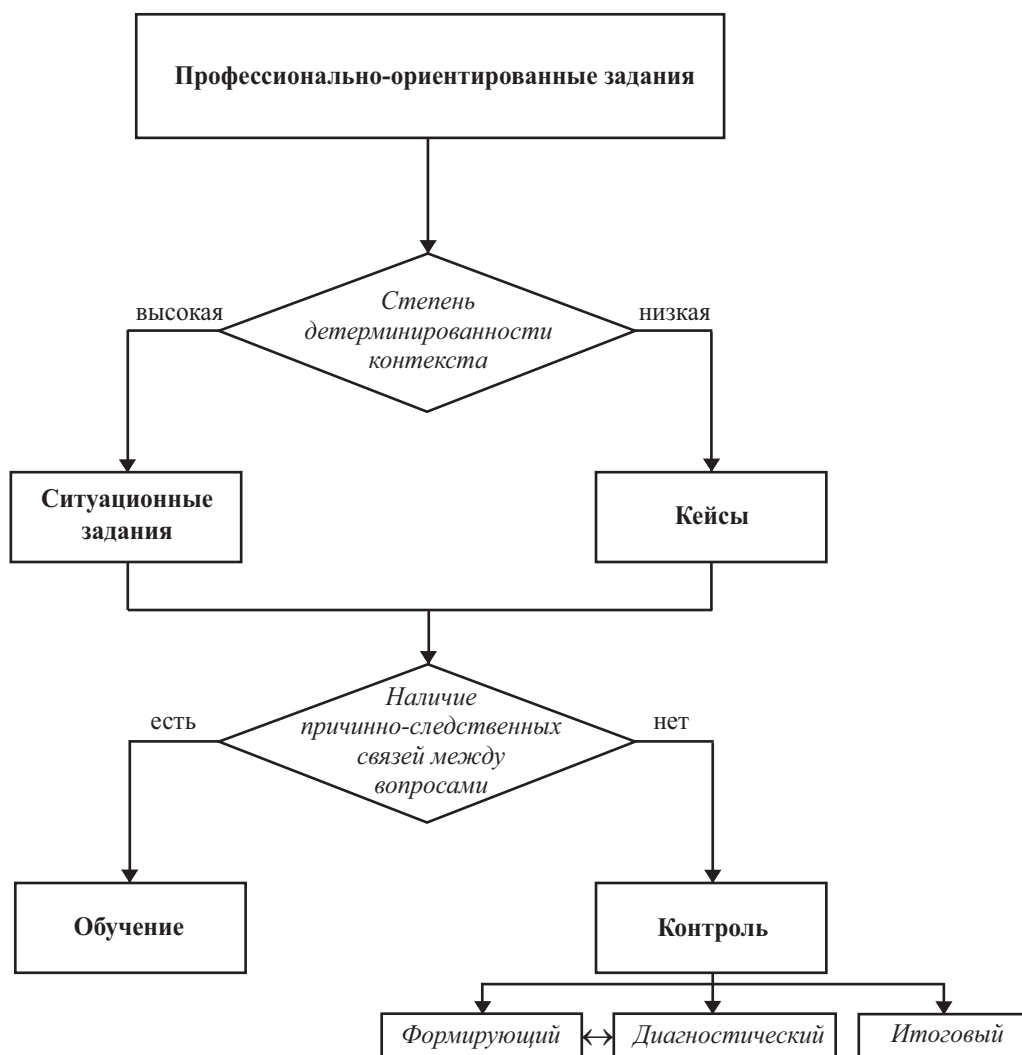 Профессионально-ориентированные задания
Степень
детерминированности
контекста
высокая
низкая
Ситуационные
задания
Кейсы
Наличие
причинно-следственных
связей между
вопросами
есть
нет
Обучение
Контроль
Формирующий
Диагностический
Итоговый